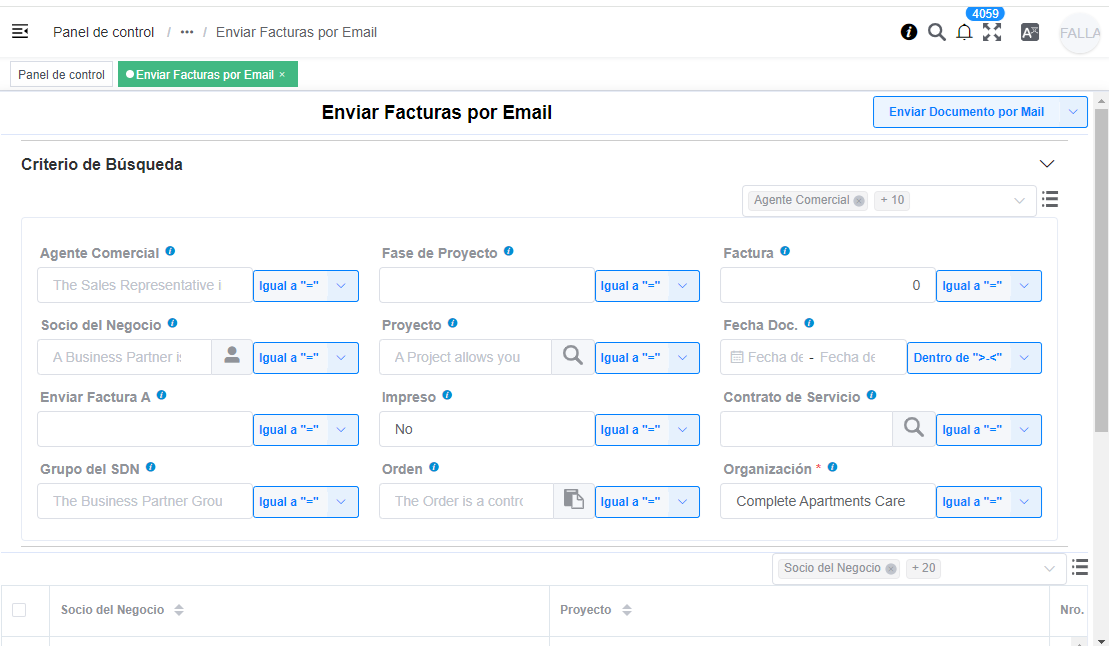 4059
Panel de control / ••• / Enviar Facturas por Email
FALLA
Panel de control
Enviar Facturas por Email ×
Enviar Facturas por Email
Enviar Documento por Mail
Criterio de Búsqueda
Agente Comercial + 10
Agente Comercial Fase de Proyecto Factura
The Sales Representative i Igual a "=" Igual a "=" 0 Igual a "="
Socio del Negocio Proyecto Fecha Doc.
A Business Partner is Igual a "=" A Project allows you Igual a "=" Fecha de - Fecha de Dentro de ">-<"
Enviar Factura A Impreso Contrato de Servicio
Igual a "=" No Igual a "=" Igual a "="
Grupo del SDN Orden Organización *
The Business Partner Grou Igual a "=" The Order is a contro Igual a "=" Complete Apartments Care Igual a "="
Socio del Negocio + 20
Socio del Negocio Proyecto Nro.